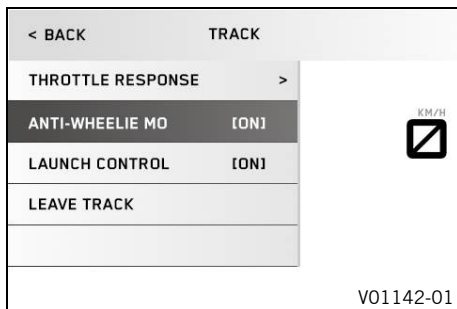 < BACK TRACK
THROTTLE RESPONSE >
ANTI-WHEELIE MO [ON]
KM/H
LAUNCH CONTROL [ON]
LEAVE TRACK
V01142-01